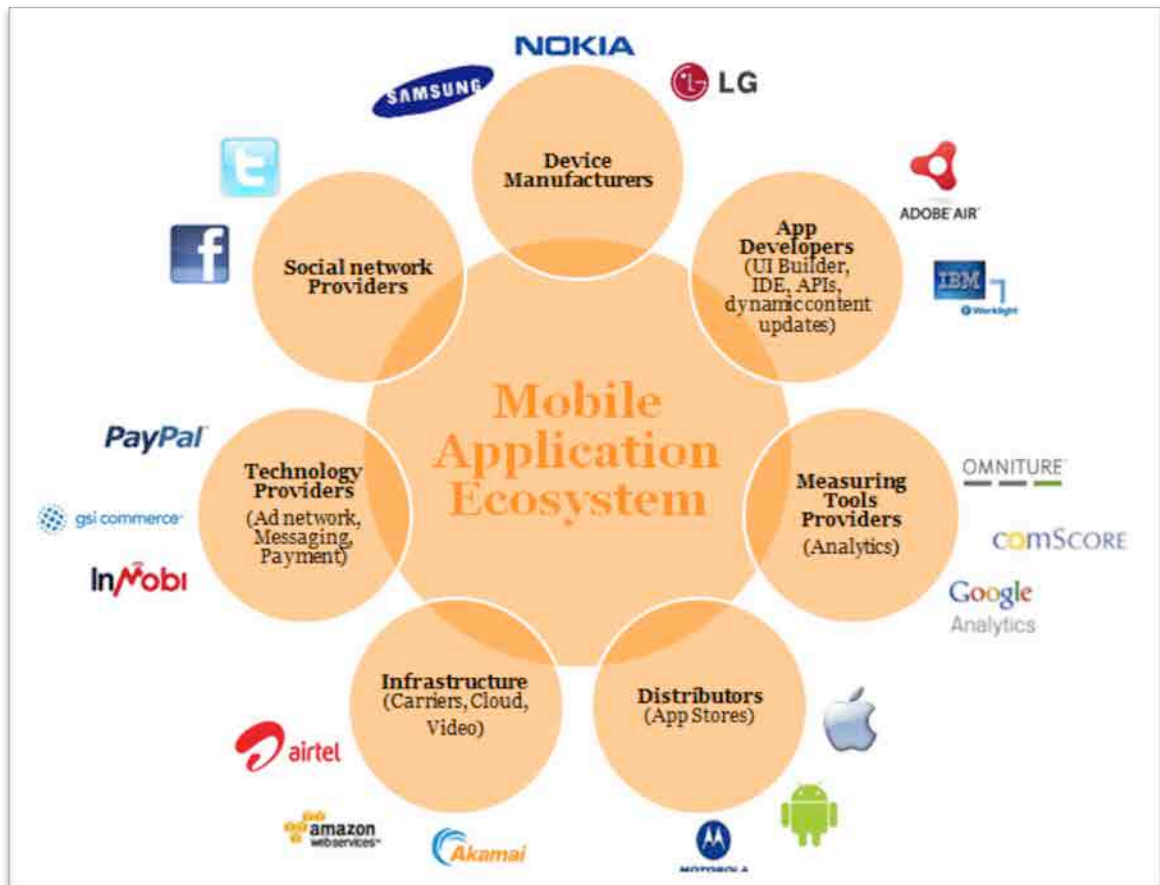 NOKIA
SAMSUNG
LG
Device
Manufacturers
ADOBE AIR
App
Developers
(UI Builder,
IDE, APIs,
dynamic content
updates)
IBM
Worklight
t
f
Social network
Providers
Mobile
Application
Ecosystem
PayPal
gsi commerce
InMobi
Technology
Providers
(Ad network,
Messaging,
Payment)
Measuring
Tools
Providers
(Analytics)
OMNITURE
comSCORE
Google
Analytics
Infrastructure
(Carriers, Cloud,
Video)
Distributors
(App Stores)
airtel
amazon
webservices™
Akamai
MOTOROLA